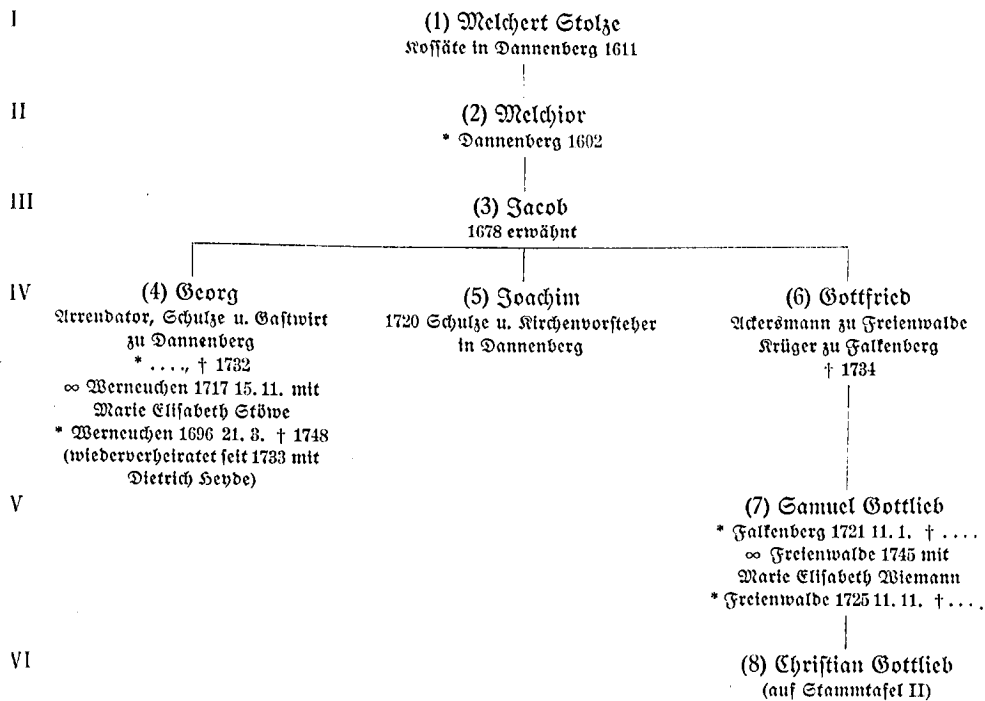 I
(1) Melchert Stolze
Kossäte in Dannenberg 1611
II
(2) Melchior
* Dannenberg 1602
III
(3) Jacob
1678 erwähnt
IV
(4) Georg
Arrendator, Schulze u. Gastwirt
zu Dannenberg
* ...., † 1732
∞ Werneuchen 1717 15. 11. mit
Marie Elisabeth Stöwe
* Werneuchen 1696 21. 3. † 1748
(wiederverheiratet seit 1733 mit
Dietrich Heyde)
(5) Joachim
1720 Schulze u. Kirchenvorsteher
in Dannenberg
(6) Gottfried
Ackersmann zu Freienwalde
Krüger zu Falkenberg
† 1734
V
(7) Samuel Gottlieb
* Falkenberg 1721 11. 1. † ....
∞ Freienwalde 1745 mit
Marie Elisabeth Wiemann
* Freienwalde 1725 11. 11. † ....
VI
(8) Christian Gottlieb
(auf Stammtafel II)